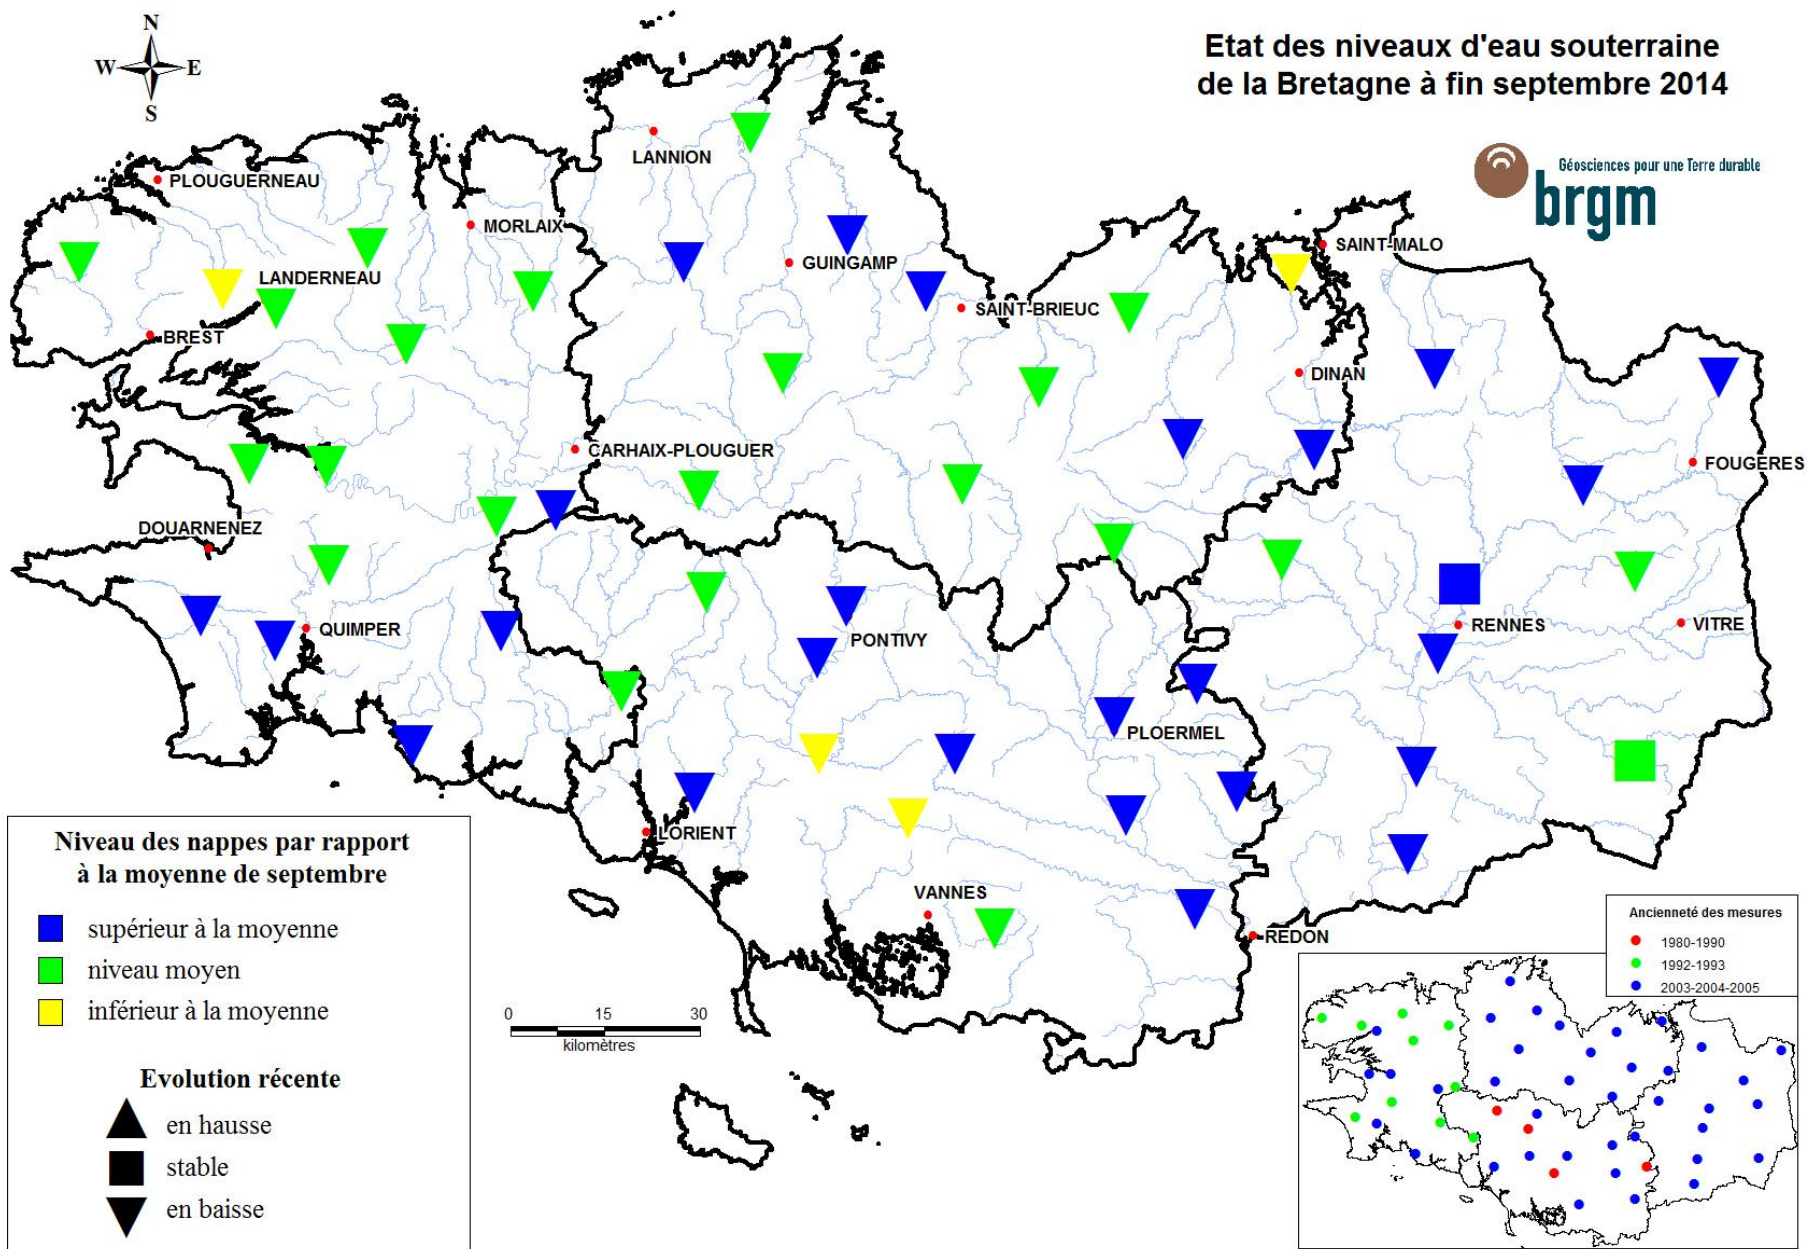 N
W
E
S
Etat des niveaux d'eau souterraine
de la Bretagne à fin septembre 2014
Géosciences pour une Terre durable
brgm
LANNION
PLOUGUERNEAU
MORLAIX
SAINT-MALO
GUINGAMP
LANDERNEAU
SAINT-BRIEUC
BREST
DINAN
CARHAIX-PLOUGUER
FOUGERES
DOUARNENEZ
QUIMPER
RENNES
VITRE
PONTIVY
PLOERMEL
LORIENT
VANNES
REDON
Niveau des nappes par rapport
à la moyenne de septembre
supérieur à la moyenne
niveau moyen
inférieur à la moyenne
Evolution récente
en hausse
stable
en baisse
0 15 30
kilomètres
Ancienneté des mesures
1980-1990
1992-1993
2003-2004-2005